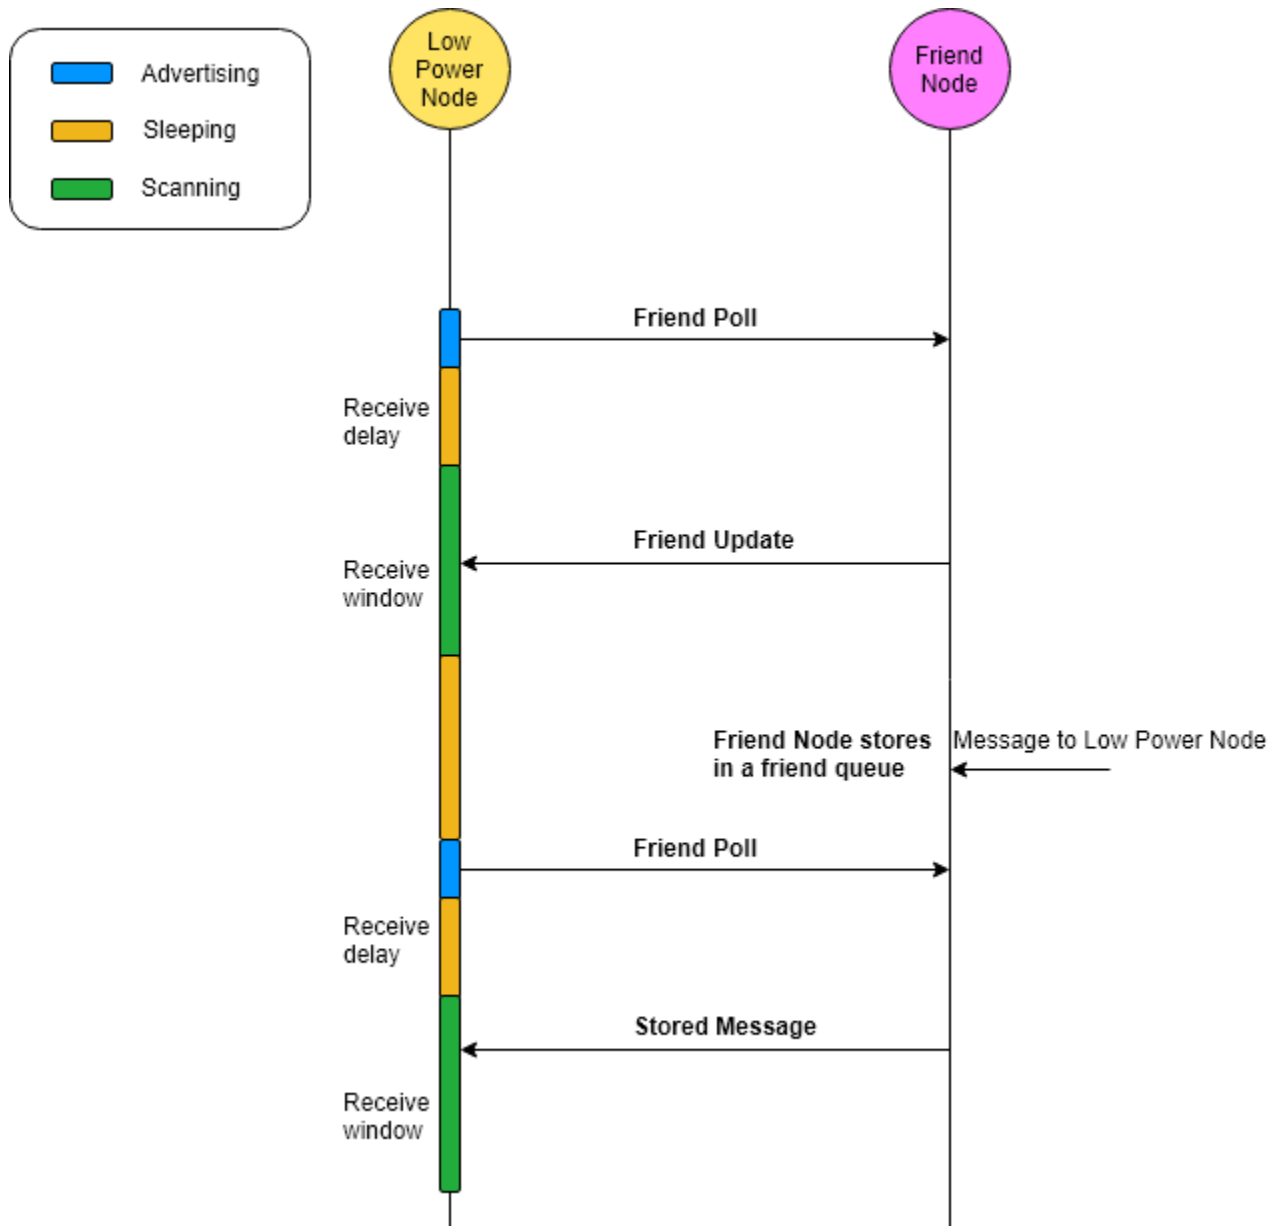 Advertising
Sleeping
Scanning
Low
Power
Node
Friend
Node
Friend Poll
Receive
delay
Friend Update
Receive
window
Friend Node stores
in a friend queue
Message to Low Power Node
Friend Poll
Receive
delay
Stored Message
Receive
window